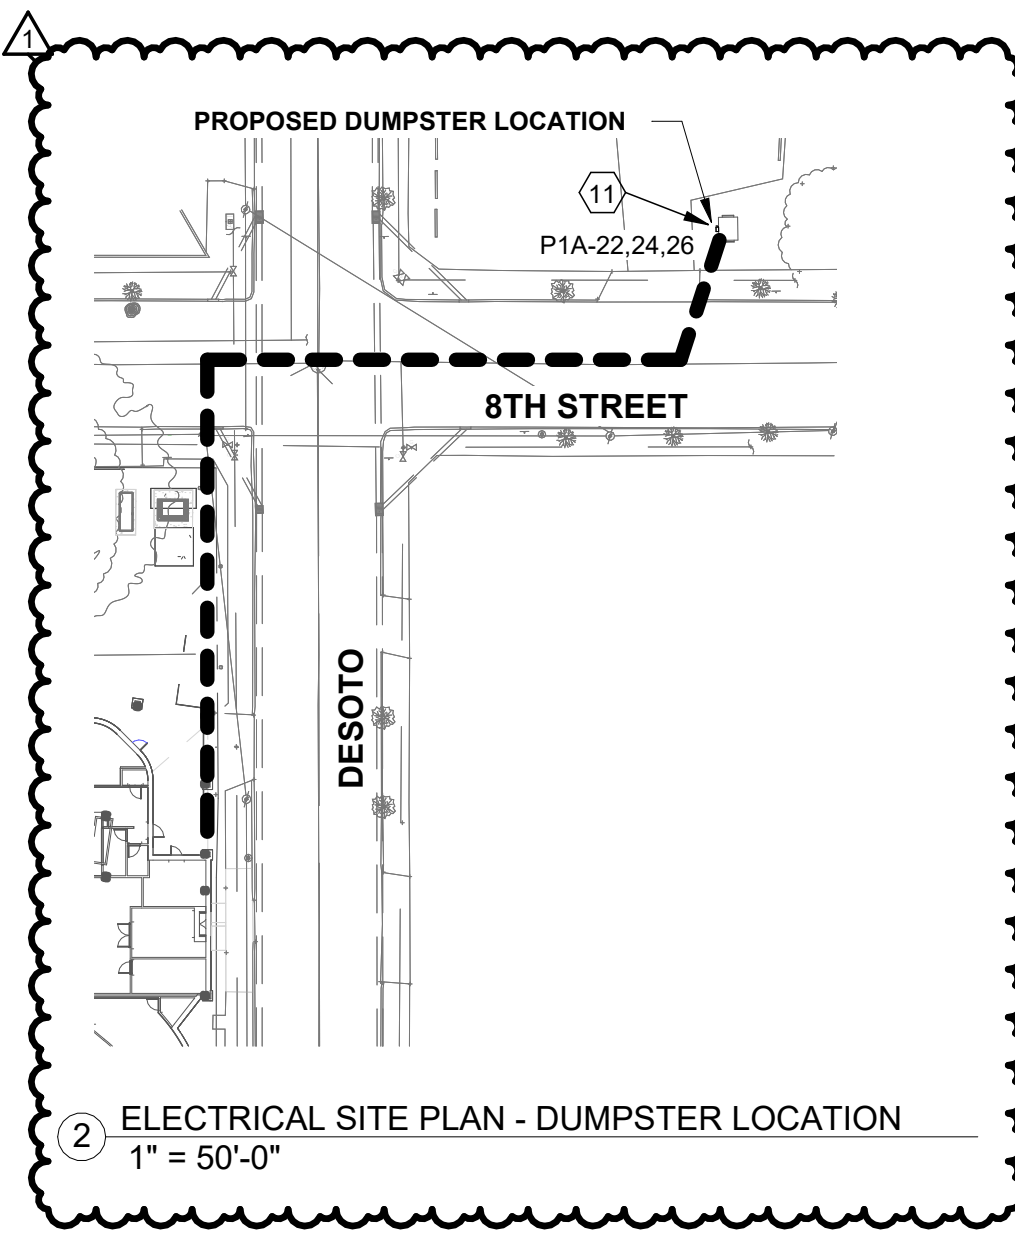 1
PROPOSED DUMPSTER LOCATION
11
P1A-22,24,26
8TH STREET
DESOTO
2
ELECTRICAL SITE PLAN - DUMPSTER LOCATION
1" = 50'-0"